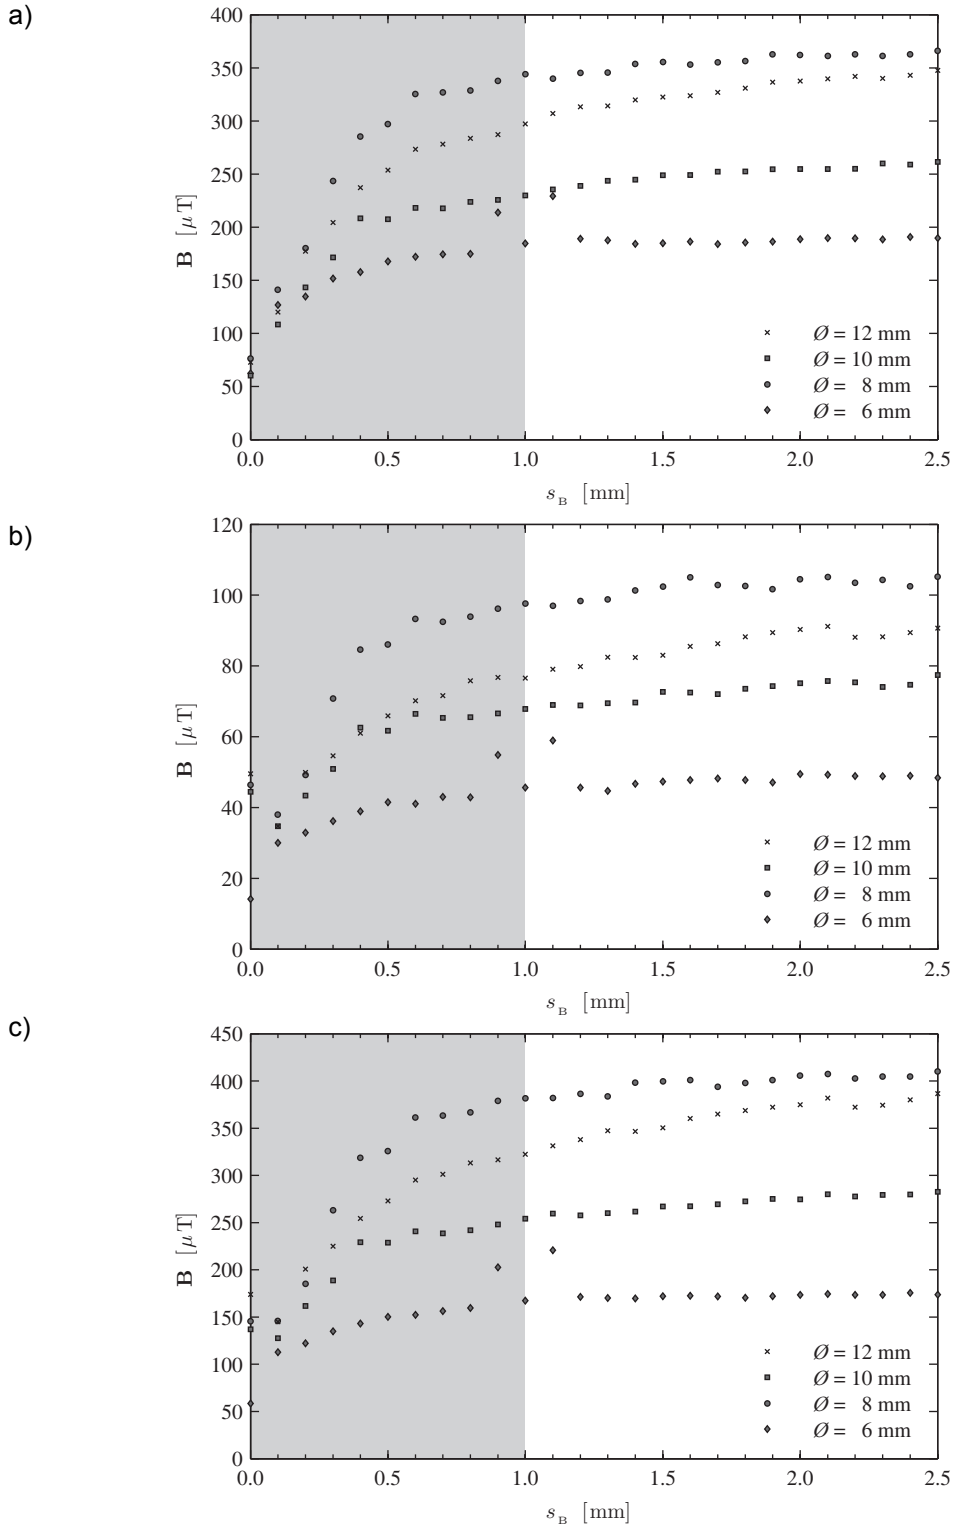 a)
400
350
300
250
200
150
100
50
0
B [μT]
Ø = 12 mm
Ø = 10 mm
Ø = 8 mm
Ø = 6 mm
0.0 0.5 1.0 1.5 2.0 2.5
s_B [mm]
b)
120
100
80
60
40
20
0
B [μT]
Ø = 12 mm
Ø = 10 mm
Ø = 8 mm
Ø = 6 mm
0.0 0.5 1.0 1.5 2.0 2.5
s_B [mm]
c)
450
400
350
300
250
200
150
100
50
0
B [μT]
Ø = 12 mm
Ø = 10 mm
Ø = 8 mm
Ø = 6 mm
0.0 0.5 1.0 1.5 2.0 2.5
s_B [mm]